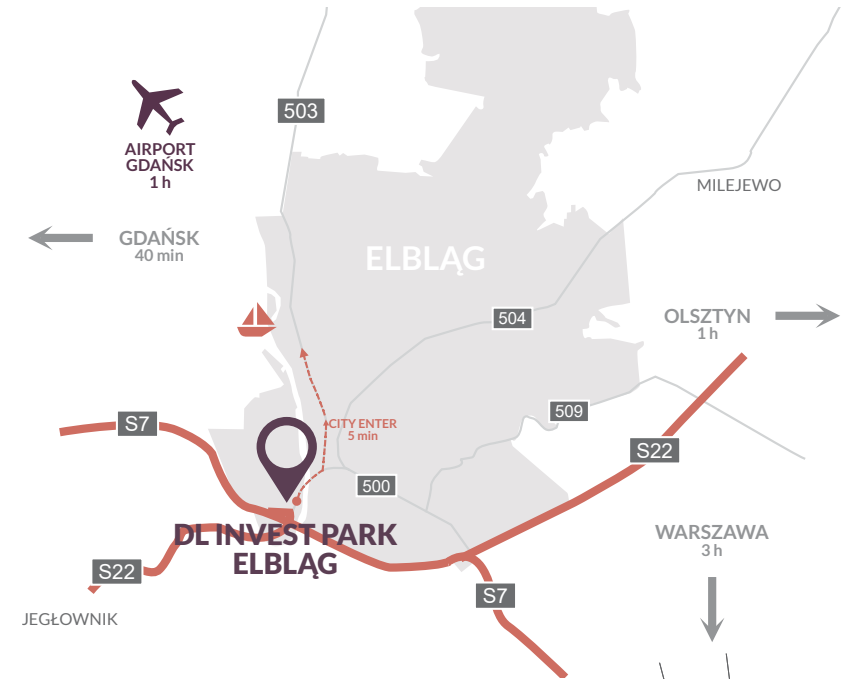 503
AIRPORT
GDAŃSK
1 h
MILEJEWO
GDAŃSK
40 min
ELBLĄG
504
OLSZTYN
1 h
509
S7
CITY ENTER
5 min
S22
500
DL INVEST PARK
ELBLĄG
WARSZAWA
3 h
S22
S7
JEGŁOWNIK